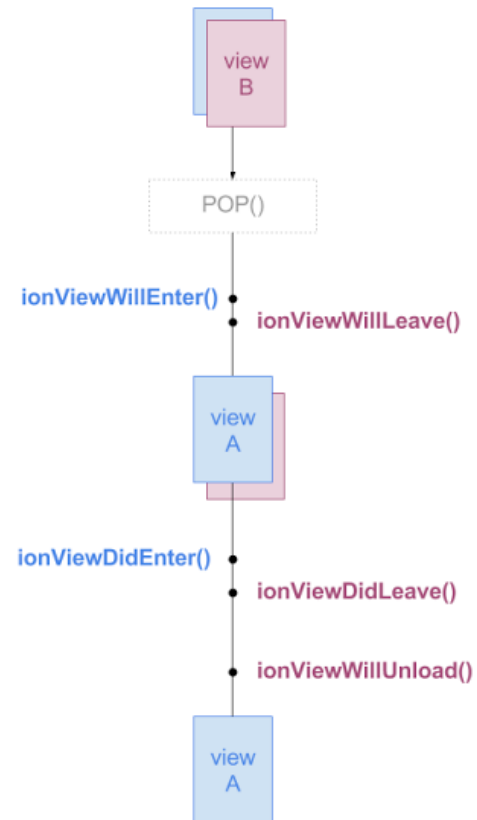 view
B
POP()
ionViewWillEnter()
ionViewWillLeave()
view
A
ionViewDidEnter()
ionViewDidLeave()
ionViewWillUnload()
view
A